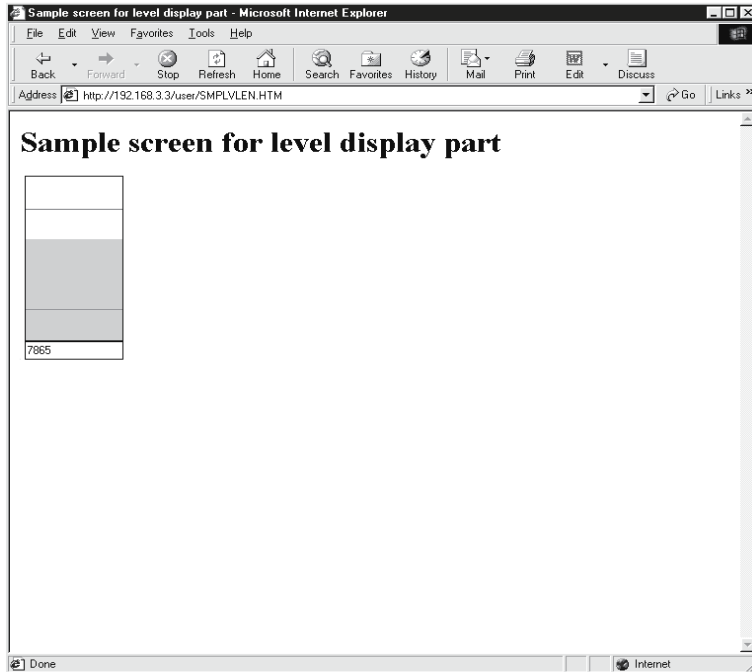 Sample screen for level display part - Microsoft Internet Explorer
File Edit View Favorites Tools Help
Back Forward Stop Refresh Home Search Favorites History Mail Print Edit Discuss
Address http://192.168.3.3/user/SMPLVLEN.HTM Go Links »
Sample screen for level display part
7865
Done Internet